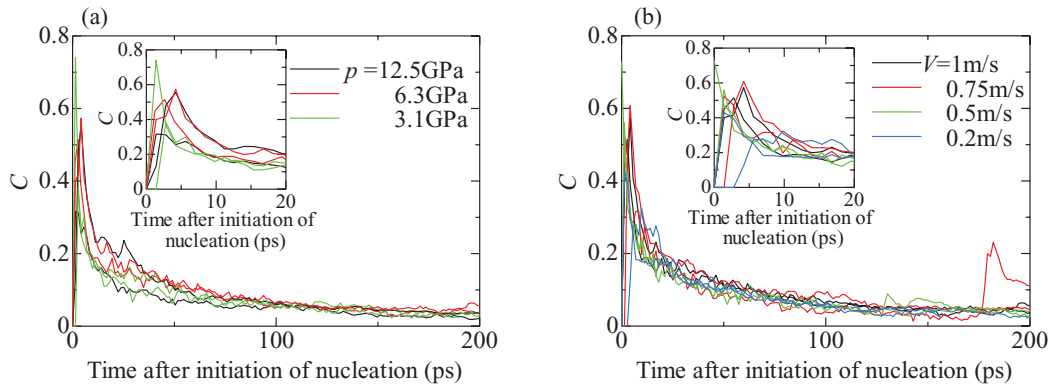 (a)
0.8
0.6
0.4
0.2
0
C
0.8
0.6
0.4
0.2
0
C
0 10 20
Time after initiation of
nucleation (ps)
p =12.5GPa
6.3GPa
3.1GPa
100 200
Time after initiation of nucleation (ps)
(b)
0.8
0.6
0.4
0.2
0
C
0.8
0.6
0.4
0.2
0
C
0 10 20
Time after initiation of
nucleation (ps)
V=1m/s
0.75m/s
0.5m/s
0.2m/s
100 200
Time after initiation of nucleation (ps)